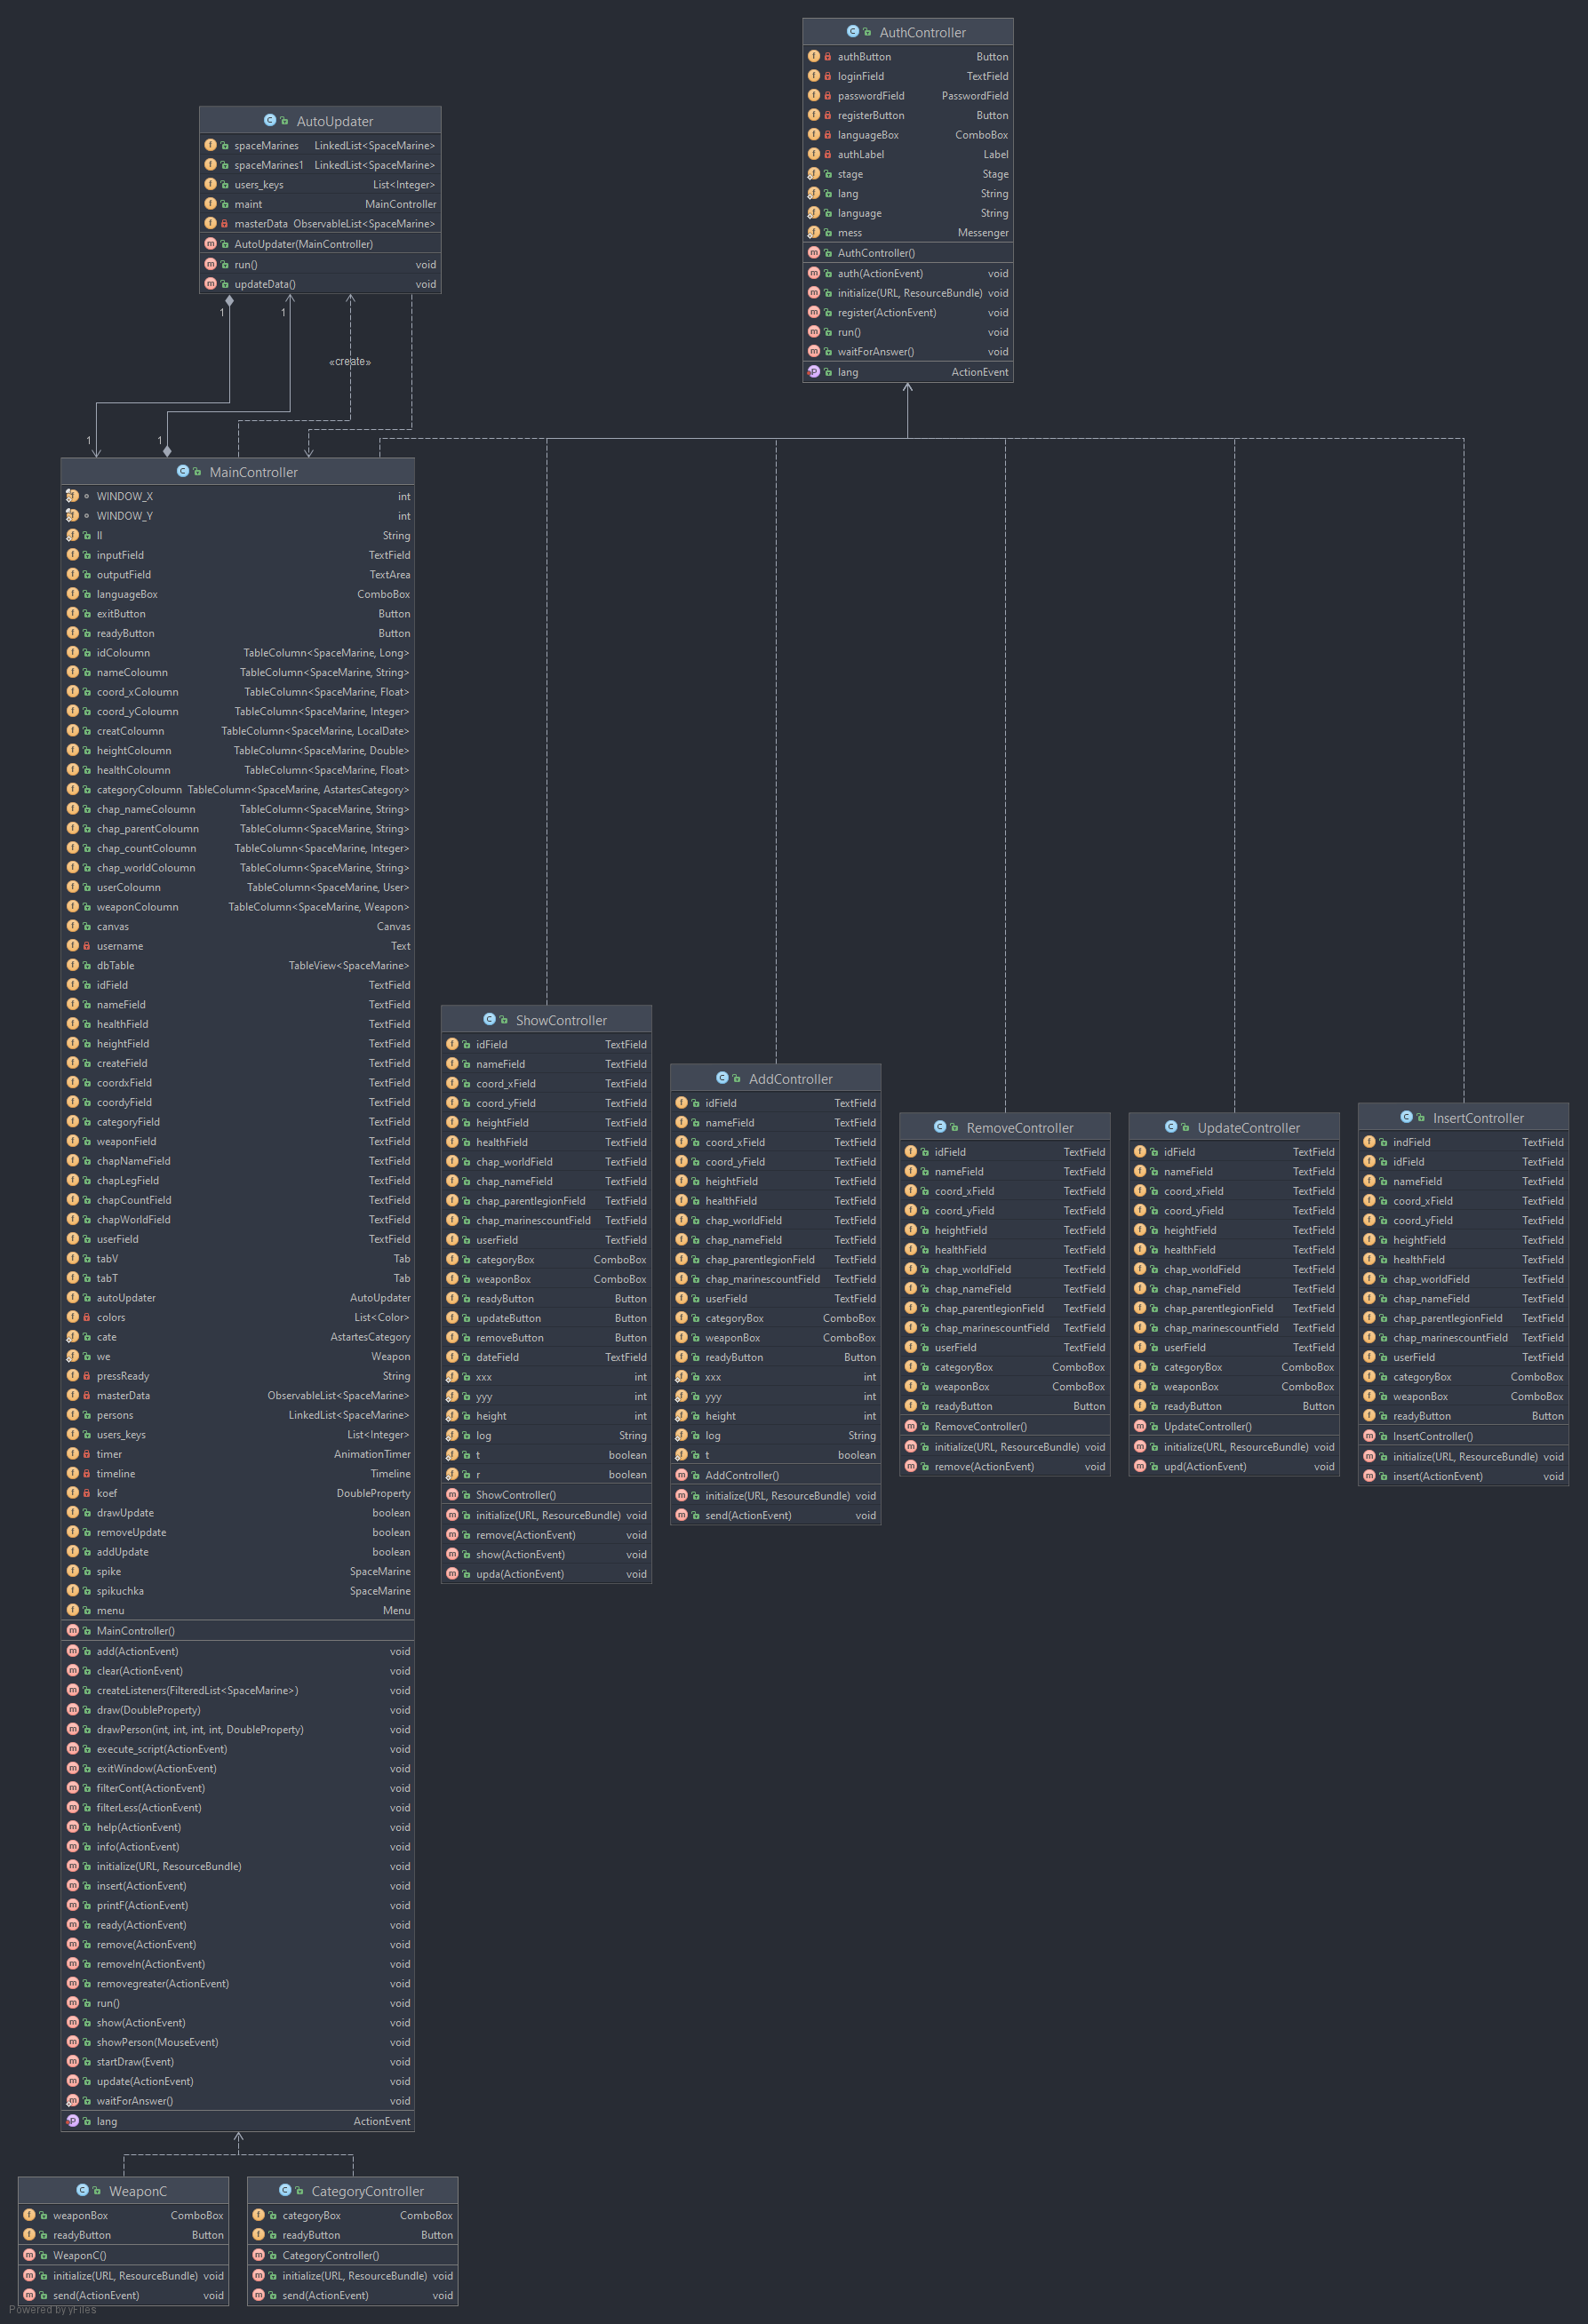 AuthController
authButton Button
loginField TextField
passwordField PasswordField
registerButton Button
languageBox ComboBox
authLabel Label
stage Stage
lang String
language String
mess Messenger
AuthController()
auth(ActionEvent) void
initialize(URL, ResourceBundle) void
register(ActionEvent) void
run() void
waitForAnswer() void
lang ActionEvent
AutoUpdater
spaceMarines LinkedList<SpaceMarine>
spaceMarines1 LinkedList<SpaceMarine>
users_keys List<Integer>
maint MainController
masterData ObservableList<SpaceMarine>
AutoUpdater(MainController)
run() void
updateData() void
1 1
«create»
1 1
MainController
WINDOW_X int
WINDOW_Y int
ll String
inputField TextField
outputField TextArea
languageBox ComboBox
exitButton Button
readyButton Button
idColoumn TableColumn<SpaceMarine, Long>
nameColoumn TableColumn<SpaceMarine, String>
coord_xColoumn TableColumn<SpaceMarine, Float>
coord_yColoumn TableColumn<SpaceMarine, Integer>
creatColoumn TableColumn<SpaceMarine, LocalDate>
heightColoumn TableColumn<SpaceMarine, Double>
healthColoumn TableColumn<SpaceMarine, Float>
categoryColoumn TableColumn<SpaceMarine, AstartesCategory>
chap_nameColoumn TableColumn<SpaceMarine, String>
chap_parentColoumn TableColumn<SpaceMarine, String>
chap_countColoumn TableColumn<SpaceMarine, Integer>
chap_worldColoumn TableColumn<SpaceMarine, String>
userColoumn TableColumn<SpaceMarine, User>
weaponColoumn TableColumn<SpaceMarine, Weapon>
canvas Canvas
username Text
dbTable TableView<SpaceMarine>
idField TextField
nameField TextField
healthField TextField
heightField TextField
createField TextField
coordxField TextField
coordyField TextField
categoryField TextField
weaponField TextField
chapNameField TextField
chapLegField TextField
chapCountField TextField
chapWorldField TextField
userField TextField
tabV Tab
tabT Tab
autoUpdater AutoUpdater
colors List<Color>
cate AstartesCategory
we Weapon
pressReady String
masterData ObservableList<SpaceMarine>
persons LinkedList<SpaceMarine>
users_keys List<Integer>
timer AnimationTimer
timeline Timeline
koef DoubleProperty
drawUpdate boolean
removeUpdate boolean
addUpdate boolean
spike SpaceMarine
spikuchka SpaceMarine
menu Menu
MainController()
add(ActionEvent) void
clear(ActionEvent) void
createListeners(FilteredList<SpaceMarine>) void
draw(DoubleProperty) void
drawPerson(int, int, int, int, DoubleProperty) void
execute_script(ActionEvent) void
exitWindow(ActionEvent) void
filterCont(ActionEvent) void
filterLess(ActionEvent) void
help(ActionEvent) void
info(ActionEvent) void
initialize(URL, ResourceBundle) void
insert(ActionEvent) void
printF(ActionEvent) void
ready(ActionEvent) void
remove(ActionEvent) void
removeIn(ActionEvent) void
removegreater(ActionEvent) void
run() void
show(ActionEvent) void
showPerson(MouseEvent) void
startDraw(Event) void
update(ActionEvent) void
waitForAnswer() void
lang ActionEvent
ShowController
idField TextField
nameField TextField
coord_xField TextField
coord_yField TextField
heightField TextField
healthField TextField
chap_worldField TextField
chap_nameField TextField
chap_parentlegionField TextField
chap_marinescountField TextField
userField TextField
categoryBox ComboBox
weaponBox ComboBox
readyButton Button
updateButton Button
removeButton Button
dateField TextField
xxx int
yyy int
height int
log String
t boolean
r boolean
ShowController()
initialize(URL, ResourceBundle) void
remove(ActionEvent) void
show(ActionEvent) void
upda(ActionEvent) void
AddController
idField TextField
nameField TextField
coord_xField TextField
coord_yField TextField
heightField TextField
healthField TextField
chap_worldField TextField
chap_nameField TextField
chap_parentlegionField TextField
chap_marinescountField TextField
userField TextField
categoryBox ComboBox
weaponBox ComboBox
readyButton Button
xxx int
yyy int
height int
log String
t boolean
AddController()
initialize(URL, ResourceBundle) void
send(ActionEvent) void
RemoveController
idField TextField
nameField TextField
coord_xField TextField
coord_yField TextField
heightField TextField
healthField TextField
chap_worldField TextField
chap_nameField TextField
chap_parentlegionField TextField
chap_marinescountField TextField
userField TextField
categoryBox ComboBox
weaponBox ComboBox
readyButton Button
RemoveController()
initialize(URL, ResourceBundle) void
remove(ActionEvent) void
UpdateController
idField TextField
nameField TextField
coord_xField TextField
coord_yField TextField
heightField TextField
healthField TextField
chap_worldField TextField
chap_nameField TextField
chap_parentlegionField TextField
chap_marinescountField TextField
userField TextField
categoryBox ComboBox
weaponBox ComboBox
readyButton Button
UpdateController()
initialize(URL, ResourceBundle) void
upd(ActionEvent) void
InsertController
indField TextField
idField TextField
nameField TextField
coord_xField TextField
coord_yField TextField
heightField TextField
healthField TextField
chap_worldField TextField
chap_nameField TextField
chap_parentlegionField TextField
chap_marinescountField TextField
userField TextField
categoryBox ComboBox
weaponBox ComboBox
readyButton Button
InsertController()
initialize(URL, ResourceBundle) void
insert(ActionEvent) void
WeaponC
weaponBox ComboBox
readyButton Button
WeaponC()
initialize(URL, ResourceBundle) void
send(ActionEvent) void
CategoryController
categoryBox ComboBox
readyButton Button
CategoryController()
initialize(URL, ResourceBundle) void
send(ActionEvent) void
Powered by yFiles